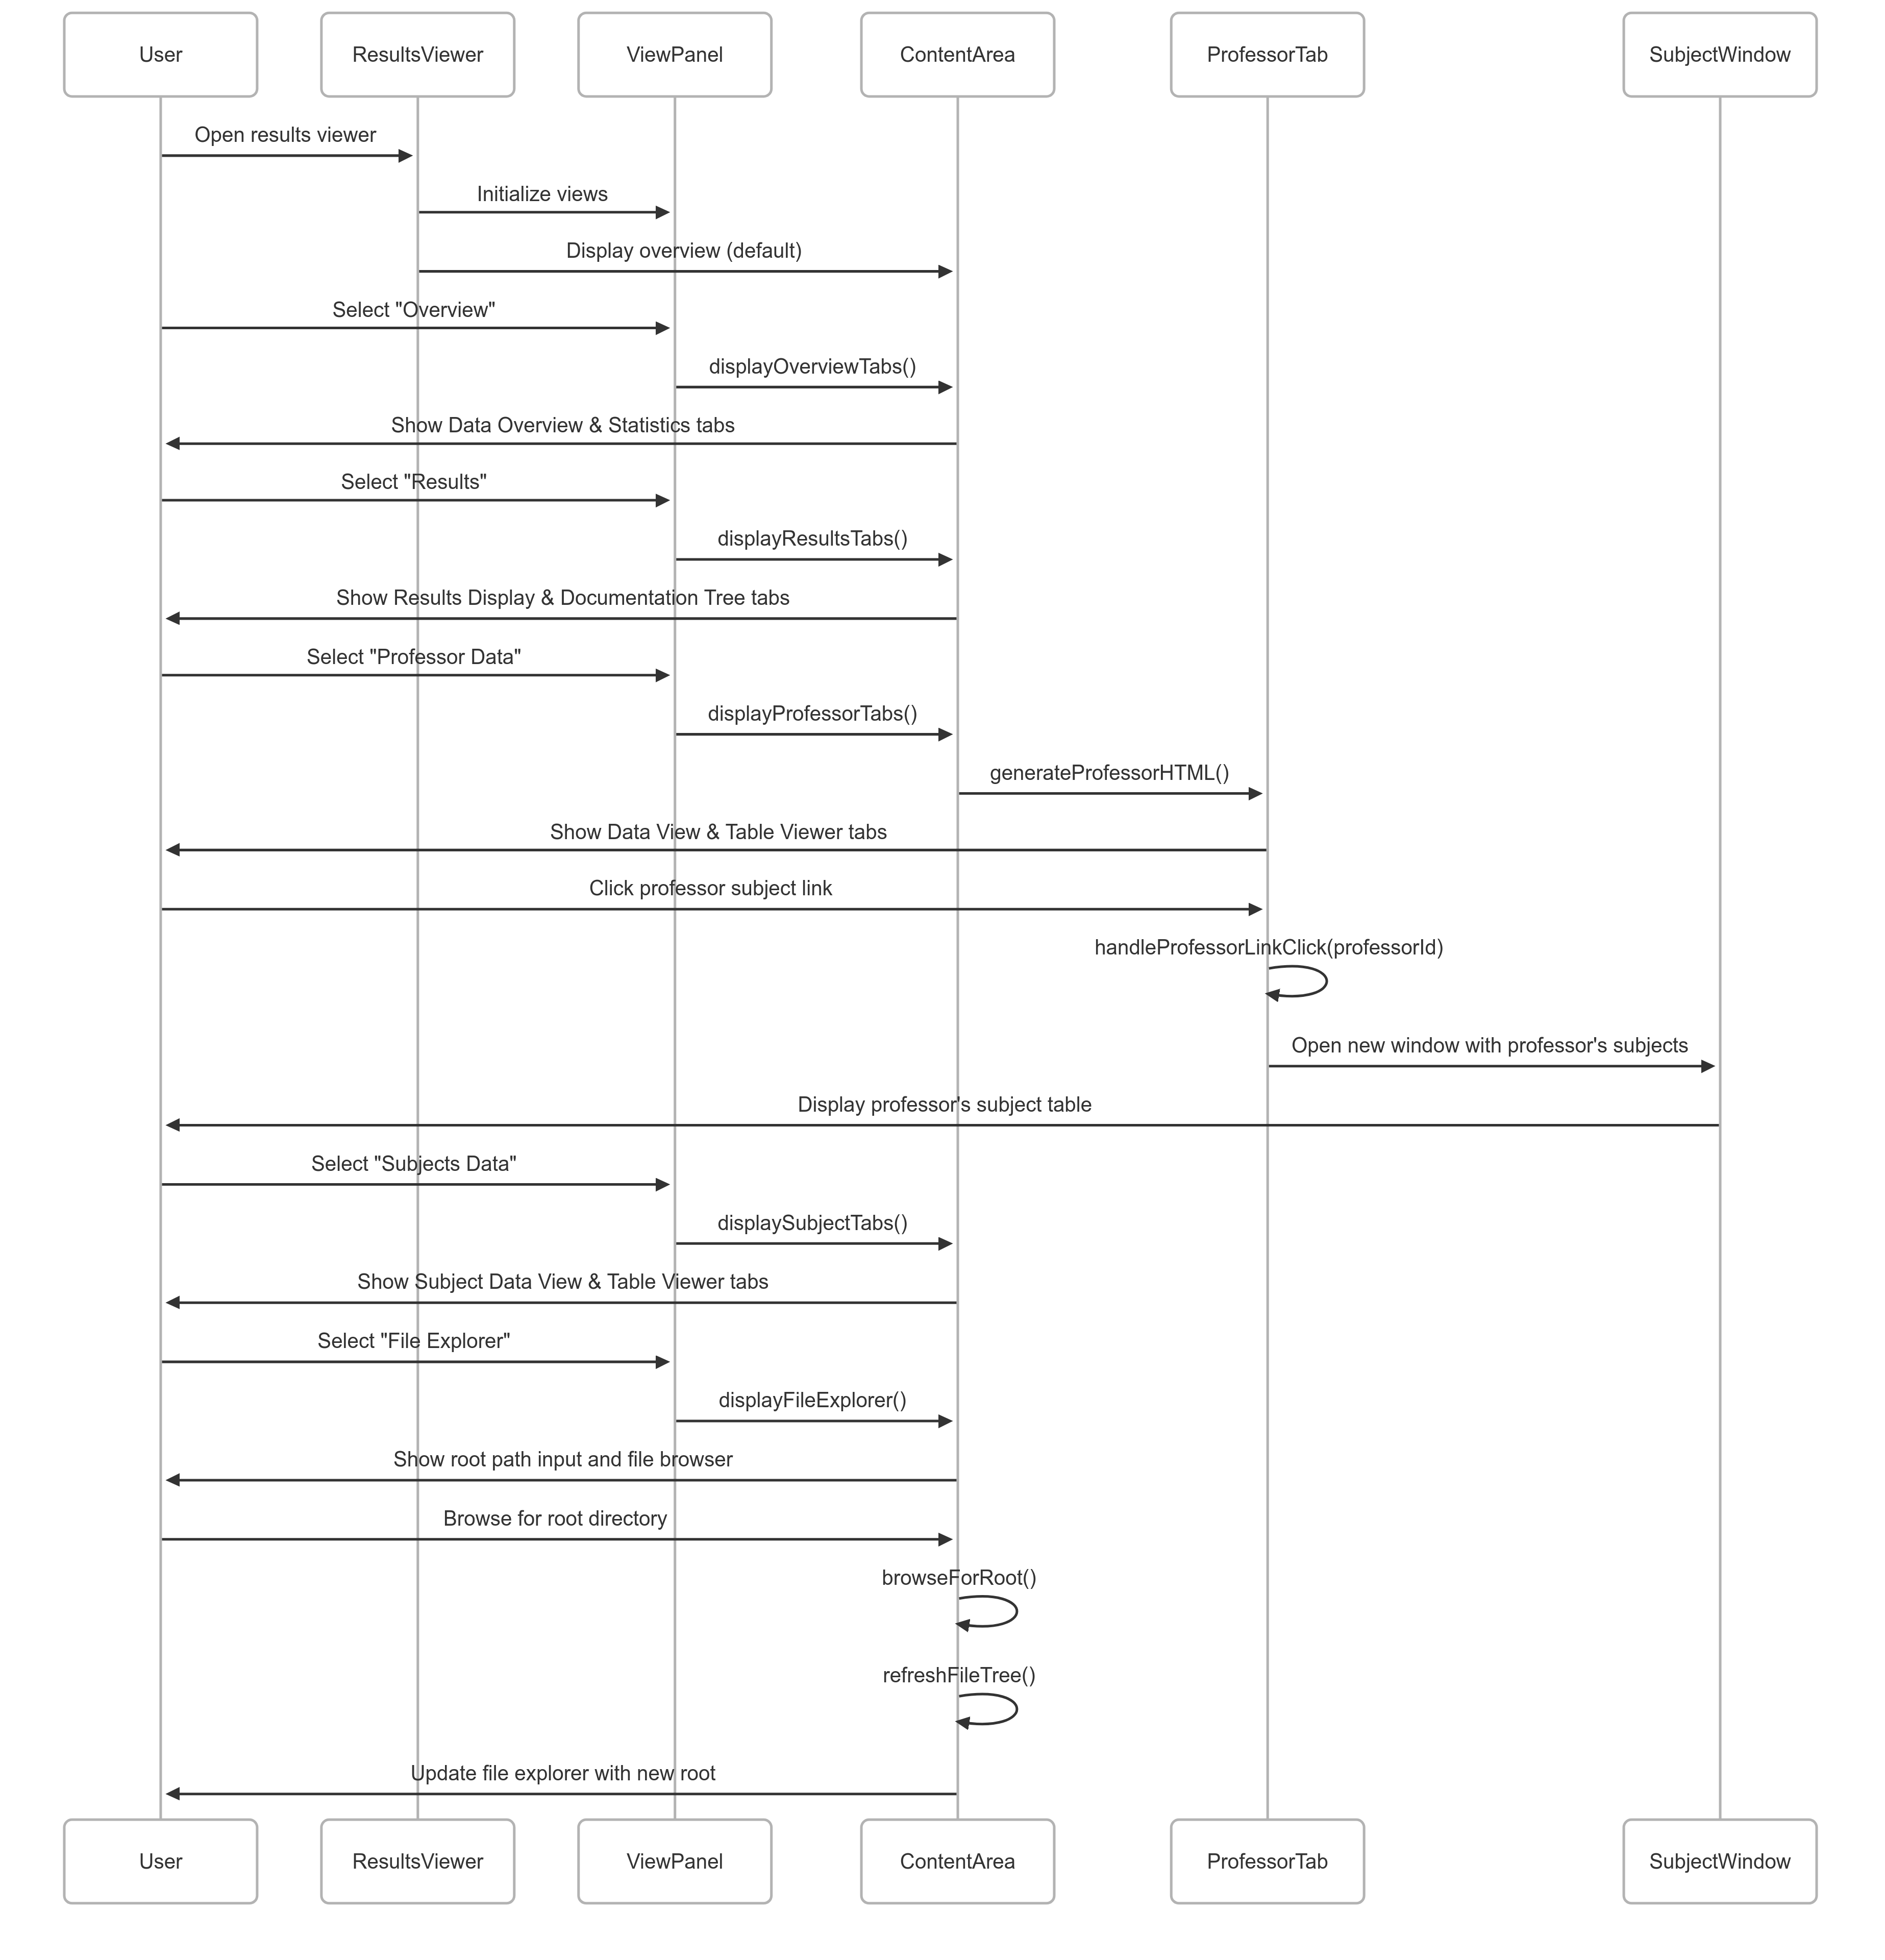 User
ResultsViewer
ViewPanel
ContentArea
ProfessorTab
SubjectWindow
Open results viewer
Initialize views
Display overview (default)
Select "Overview"
displayOverviewTabs()
Show Data Overview & Statistics tabs
Select "Results"
displayResultsTabs()
Show Results Display & Documentation Tree tabs
Select "Professor Data"
displayProfessorTabs()
generateProfessorHTML()
Show Data View & Table Viewer tabs
Click professor subject link
handleProfessorLinkClick(professorId)
Open new window with professor's subjects
Display professor's subject table
Select "Subjects Data"
displaySubjectTabs()
Show Subject Data View & Table Viewer tabs
Select "File Explorer"
displayFileExplorer()
Show root path input and file browser
Browse for root directory
browseForRoot()
refreshFileTree()
Update file explorer with new root
User
ResultsViewer
ViewPanel
ContentArea
ProfessorTab
SubjectWindow